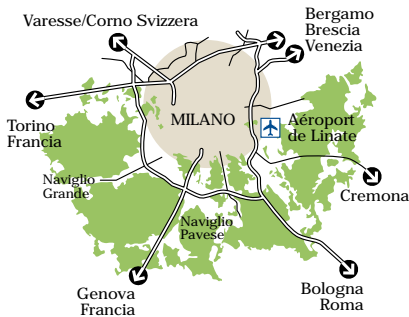 Varesse/Corno Svizzera
Bergamo
Brescia
Venezia
Torino
Francia
MILANO
Aéroport
de Linate
Naviglio
Grande
Cremona
Naviglio
Pavese
Genova
Francia
Bologna
Roma